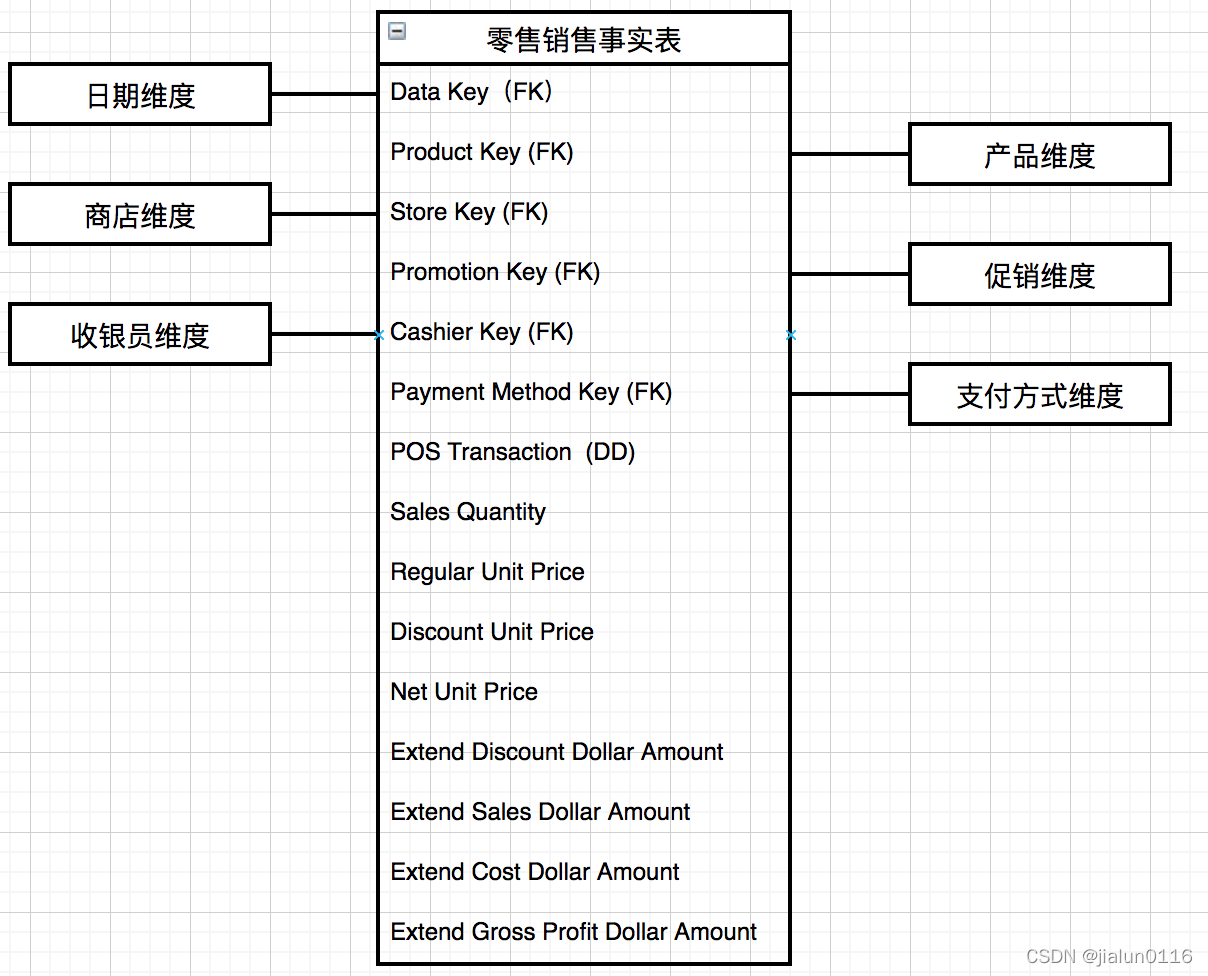 零售销售事实表
日期维度
商店维度
收银员维度
Data Key（FK）
Product Key (FK)
Store Key (FK)
Promotion Key (FK)
Cashier Key (FK)
Payment Method Key (FK)
POS Transaction（DD）
Sales Quantity
Regular Unit Price
Discount Unit Price
Net Unit Price
Extend Discount Dollar Amount
Extend Sales Dollar Amount
Extend Cost Dollar Amount
Extend Gross Profit Dollar Amount
产品维度
促销维度
支付方式维度
CSDN @jialun0116